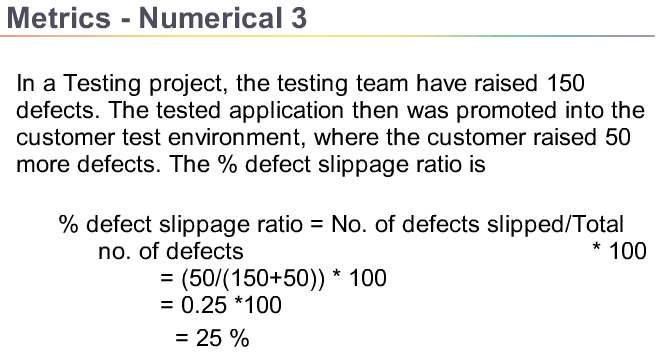 Metrics - Numerical 3
In a Testing project, the testing team have raised 150
defects. The tested application then was promoted into the
customer test environment, where the customer raised 50
more defects. The % defect slippage ratio is
% defect slippage ratio = No. of defects slipped/Total
no. of defects * 100
= (50/(150+50)) * 100
= 0.25 *100
= 25 %